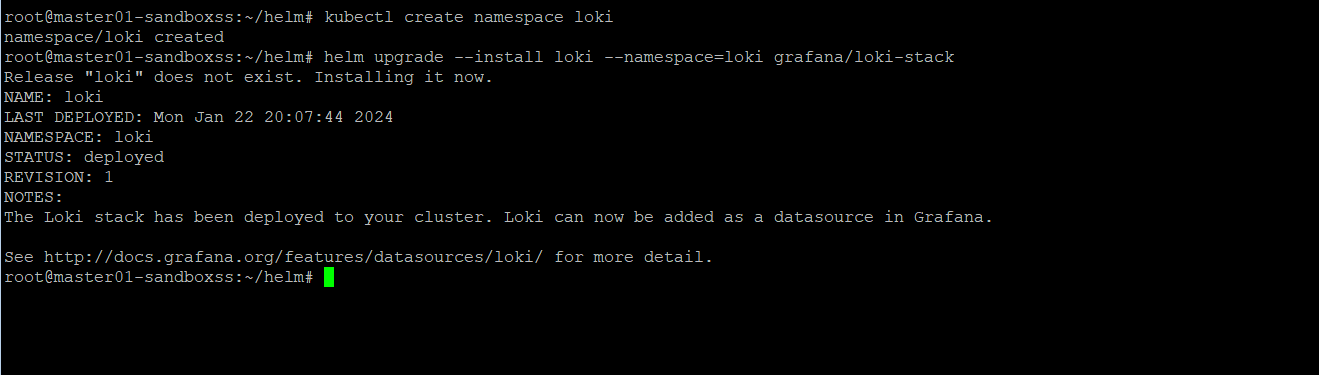 root@master01-sandboxss:~/helm# kubectl create namespace loki
namespace/loki created
root@master01-sandboxss:~/helm# helm upgrade --install loki --namespace=loki grafana/loki-stack
Release "loki" does not exist. Installing it now.
NAME: loki
LAST DEPLOYED: Mon Jan 22 20:07:44 2024
NAMESPACE: loki
STATUS: deployed
REVISION: 1
NOTES:
The Loki stack has been deployed to your cluster. Loki can now be added as a datasource in Grafana.
See http://docs.grafana.org/features/datasources/loki/ for more detail.
root@master01-sandboxss:~/helm#